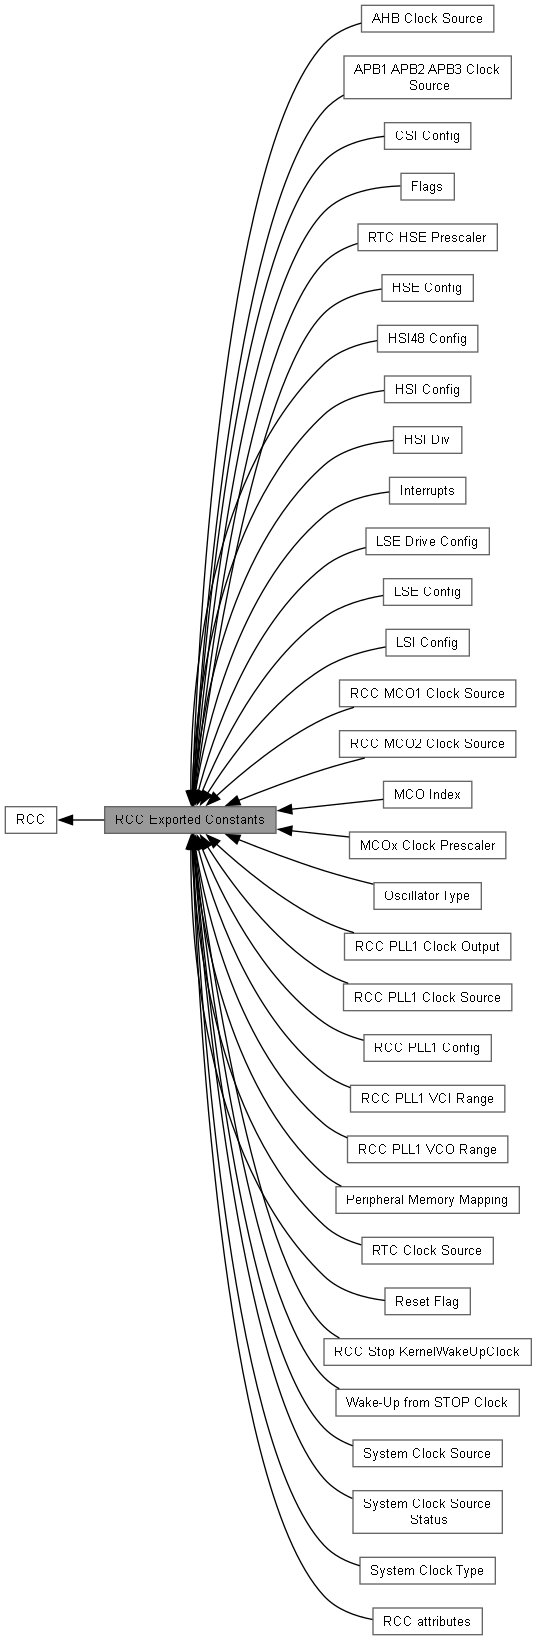 AHB Clock Source
APB1 APB2 APB3 Clock
Source
CSI Config
Flags
RTC HSE Prescaler
HSE Config
HSI48 Config
HSI Config
HSI Div
Interrupts
LSE Drive Config
LSE Config
LSI Config
RCC MCO1 Clock Source
RCC MCO2 Clock Source
MCO Index
RCC
RCC Exported Constants
MCOx Clock Prescaler
Oscillator Type
RCC PLL1 Clock Output
RCC PLL1 Clock Source
RCC PLL1 Config
RCC PLL1 VCI Range
RCC PLL1 VCO Range
Peripheral Memory Mapping
RTC Clock Source
Reset Flag
RCC Stop KernelWakeUpClock
Wake-Up from STOP Clock
System Clock Source
System Clock Source
Status
System Clock Type
RCC attributes